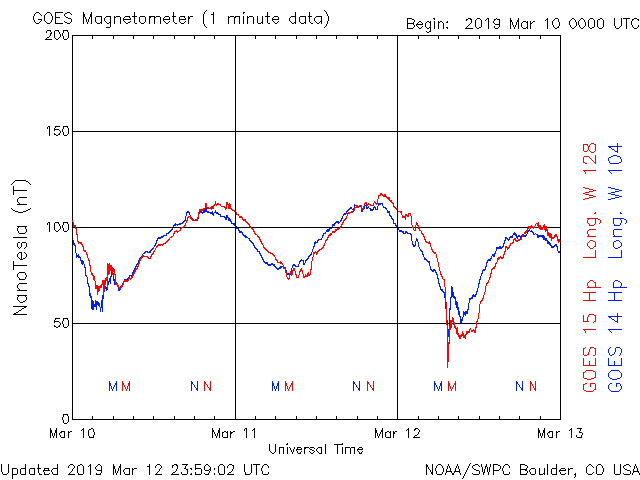 GOES Magnetometer (1 minute data)
Begin: 2019 Mar 10 0000 UTC
200
150
100
50
0
NanoTesla (nT)
M M N N M M N N M M N N
Mar 10 Mar 11 Mar 12 Mar 13
Universal Time
GOES 15 Hp Long. W 128
GOES 14 Hp Long. W 104
Updated 2019 Mar 12 23:59:02 UTC
NOAA/SWPC Boulder, CO USA